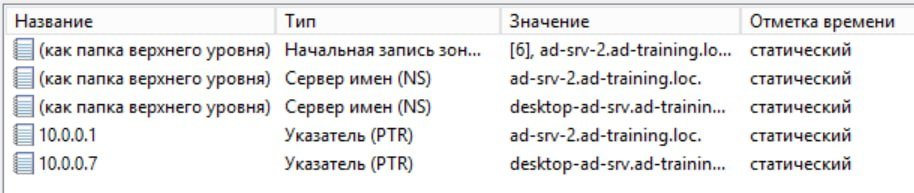 Название Тип Значение Отметка времени
(как папка верхнего уровня) Начальная запись зон... [6], ad-srv-2.ad-training.lo... статический
(как папка верхнего уровня) Сервер имен (NS) ad-srv-2.ad-training.loc. статический
(как папка верхнего уровня) Сервер имен (NS) desktop-ad-srv.ad-trainin... статический
10.0.0.1 Указатель (PTR) ad-srv-2.ad-training.loc. статический
10.0.0.7 Указатель (PTR) desktop-ad-srv.ad-trainin... статический